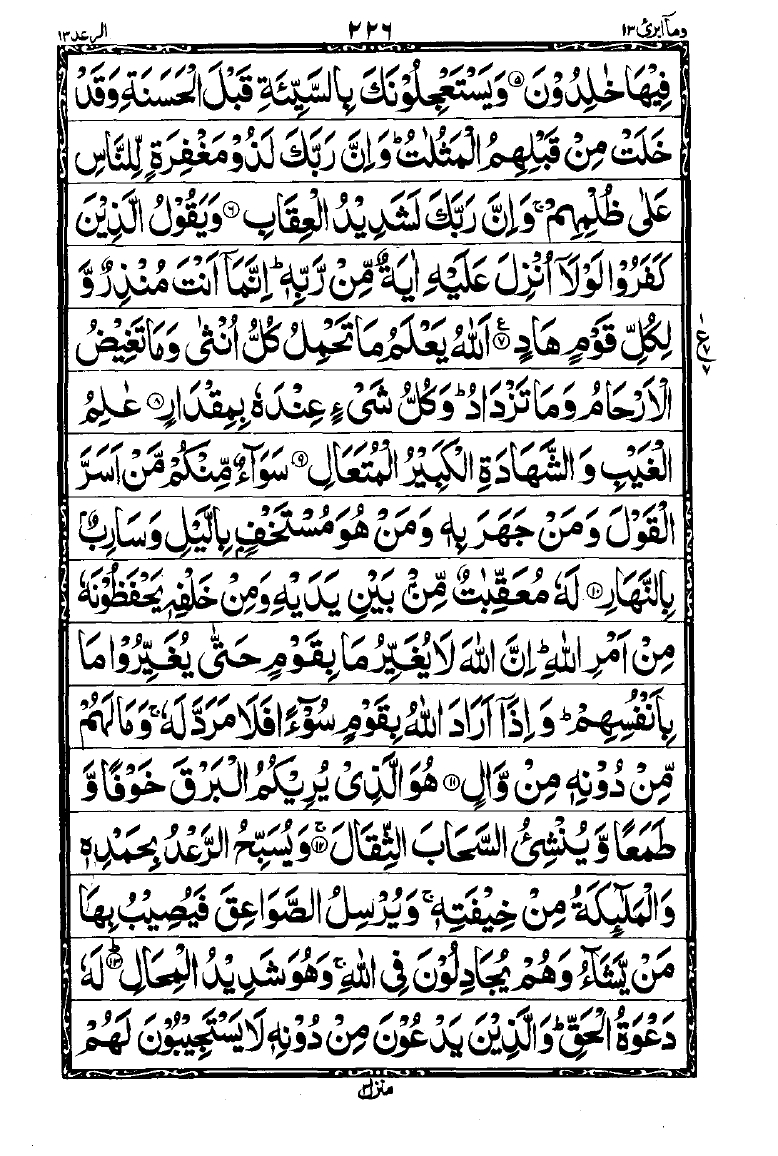 ومآ ابرئ ١٣ ٢٢٦ الرعد ١٣
فِيْهَا خٰلِدُوْنَ ۝٥ وَيَسْتَعْجِلُوْنَكَ بِالسَّيِّئَةِ قَبْلَ الْحَسَنَةِ وَقَدْ
خَلَتْ مِنْ قَبْلِهِمُ الْمَثُلٰتُ ؕ وَاِنَّ رَبَّكَ لَذُوْ مَغْفِرَةٍ لِّلنَّاسِ
عَلٰى ظُلْمِهِمْ ۚ وَاِنَّ رَبَّكَ لَشَدِيْدُ الْعِقَابِ ۝٦ وَيَقُوْلُ الَّذِيْنَ
كَفَرُوْا لَوْلَاۤ اُنْزِلَ عَلَيْهِ اٰيَةٌ مِّنْ رَّبِّهٖ ؕ اِنَّمَاۤ اَنْتَ مُنْذِرٌ وَّ
لِكُلِّ قَوْمٍ هَادٍ ۝٧ اَللّٰهُ يَعْلَمُ مَا تَحْمِلُ كُلُّ اُنْثٰى وَمَا تَغِيْضُ
الْاَرْحَامُ وَمَا تَزْدَادُ ؕ وَكُلُّ شَىْءٍ عِنْدَهٗ بِمِقْدَارٍ ۝٨ عٰلِمُ
الْغَيْبِ وَالشَّهَادَةِ الْكَبِيْرُ الْمُتَعَالِ ۝٩ سَوَآءٌ مِّنْكُمْ مَّنْ اَسَرَّ
الْقَوْلَ وَمَنْ جَهَرَ بِهٖ وَمَنْ هُوَ مُسْتَخْفٍۭ بِالَّيْلِ وَسَارِبٌۢ
بِالنَّهَارِ ۝١٠ لَهٗ مُعَقِّبٰتٌ مِّنْۢ بَيْنِ يَدَيْهِ وَمِنْ خَلْفِهٖ يَحْفَظُوْنَهٗ
مِنْ اَمْرِ اللّٰهِ ؕ اِنَّ اللّٰهَ لَا يُغَيِّرُ مَا بِقَوْمٍ حَتّٰى يُغَيِّرُوْا مَا
بِاَنْفُسِهِمْ ؕ وَاِذَاۤ اَرَادَ اللّٰهُ بِقَوْمٍ سُوْٓءًا فَلَا مَرَدَّ لَهٗ ۚ وَمَا لَهُمْ
مِّنْ دُوْنِهٖ مِنْ وَّالٍ ۝١١ هُوَ الَّذِىْ يُرِيْكُمُ الْبَرْقَ خَوْفًا وَّ
طَمَعًا وَّيُنْشِئُ السَّحَابَ الثِّقَالَ ۝١٢ ۚ وَيُسَبِّحُ الرَّعْدُ بِحَمْدِهٖ
وَالْمَلٰٓئِكَةُ مِنْ خِيْفَتِهٖ ۚ وَيُرْسِلُ الصَّوَاعِقَ فَيُصِيْبُ بِهَا
مَنْ يَّشَآءُ وَهُمْ يُجَادِلُوْنَ فِى اللّٰهِ ۚ وَهُوَ شَدِيْدُ الْمِحَالِ ۝١٣ ؕ لَهٗ
دَعْوَةُ الْحَقِّ ؕ وَالَّذِيْنَ يَدْعُوْنَ مِنْ دُوْنِهٖ لَا يَسْتَجِيْبُوْنَ لَهُمْ
منزل ٣